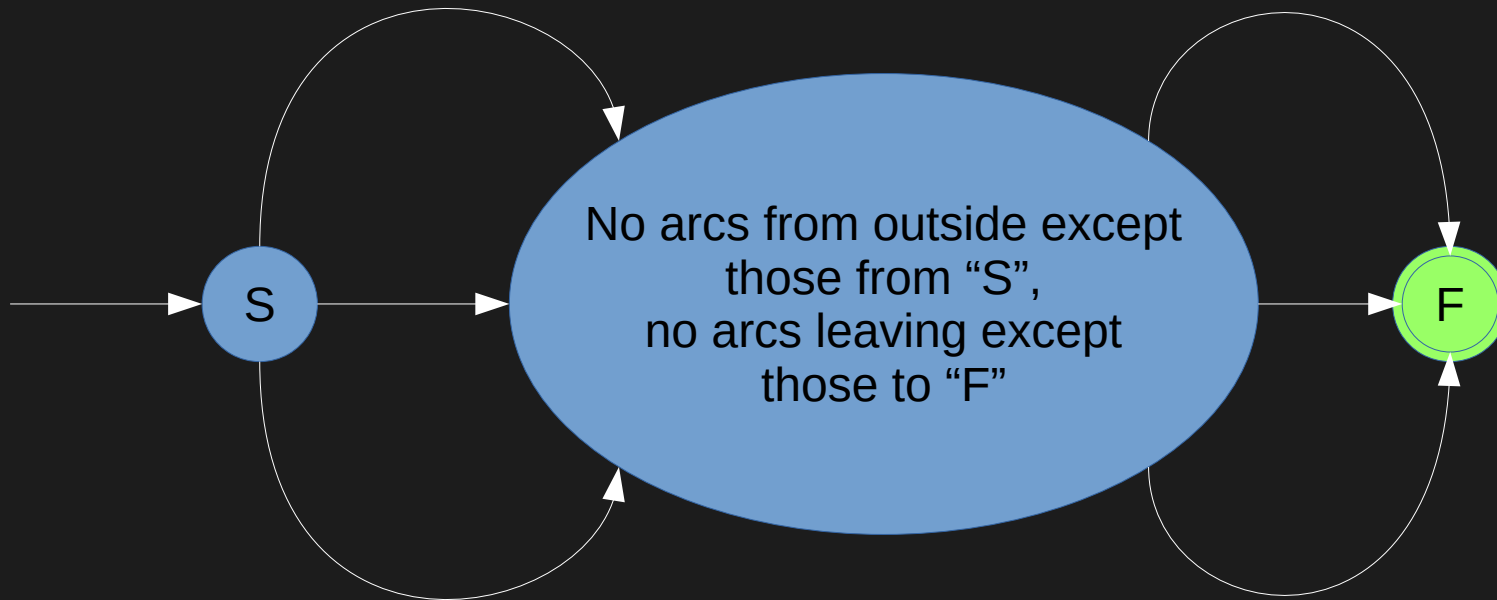 S
No arcs from outside except
those from “S”,
no arcs leaving except
those to “F”
F